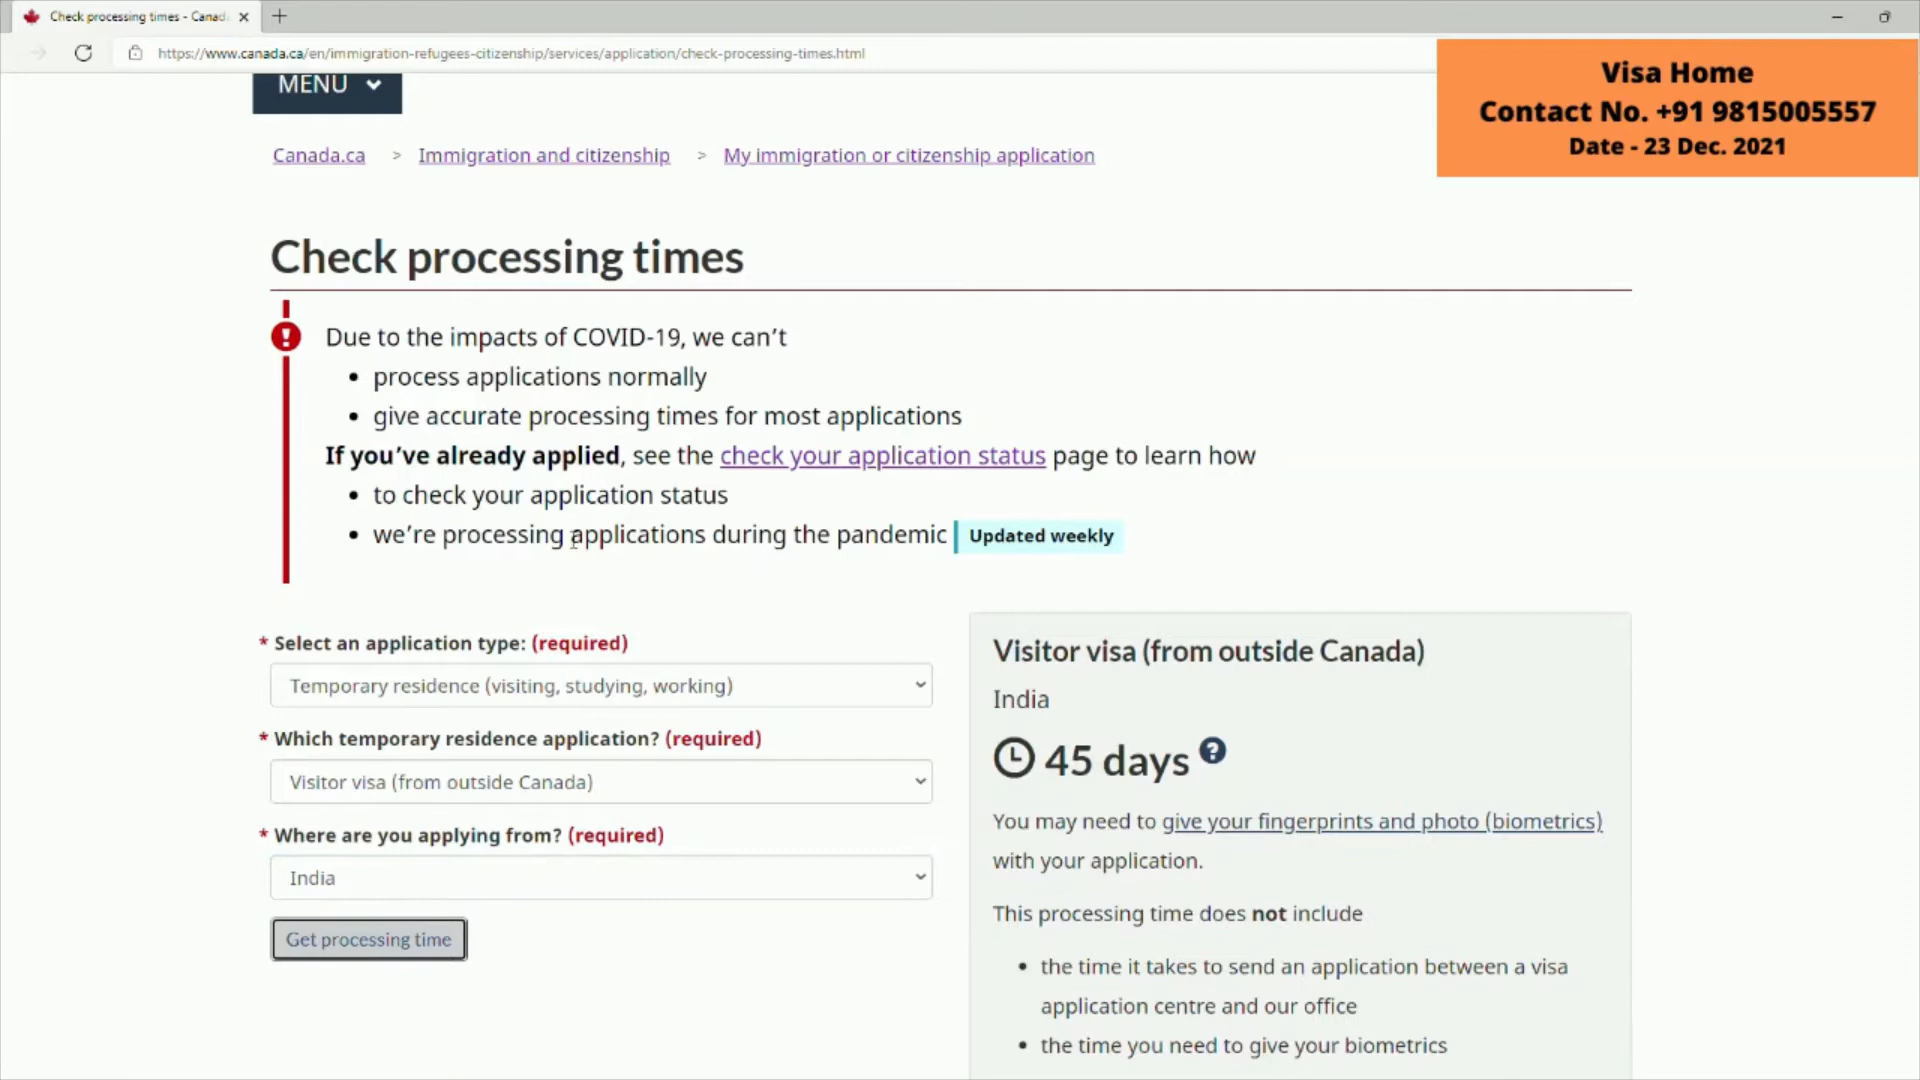 Check processing times - Canad
https://www.canada.ca/en/immigration-refugees-citizenship/services/application/check-processing-times.html
Visa Home
Contact No. +91 9815005557
Date - 23 Dec. 2021
MENU
Canada.ca > Immigration and citizenship > My immigration or citizenship application
Check processing times
Due to the impacts of COVID-19, we can't
• process applications normally
• give accurate processing times for most applications
If you've already applied, see the check your application status page to learn how
• to check your application status
• we're processing applications during the pandemic Updated weekly
* Select an application type: (required)
Temporary residence (visiting, studying, working)
* Which temporary residence application? (required)
Visitor visa (from outside Canada)
* Where are you applying from? (required)
India
Get processing time
Visitor visa (from outside Canada)
India
45 days ?
You may need to give your fingerprints and photo (biometrics)
with your application.
This processing time does not include
• the time it takes to send an application between a visa
application centre and our office
• the time you need to give your biometrics